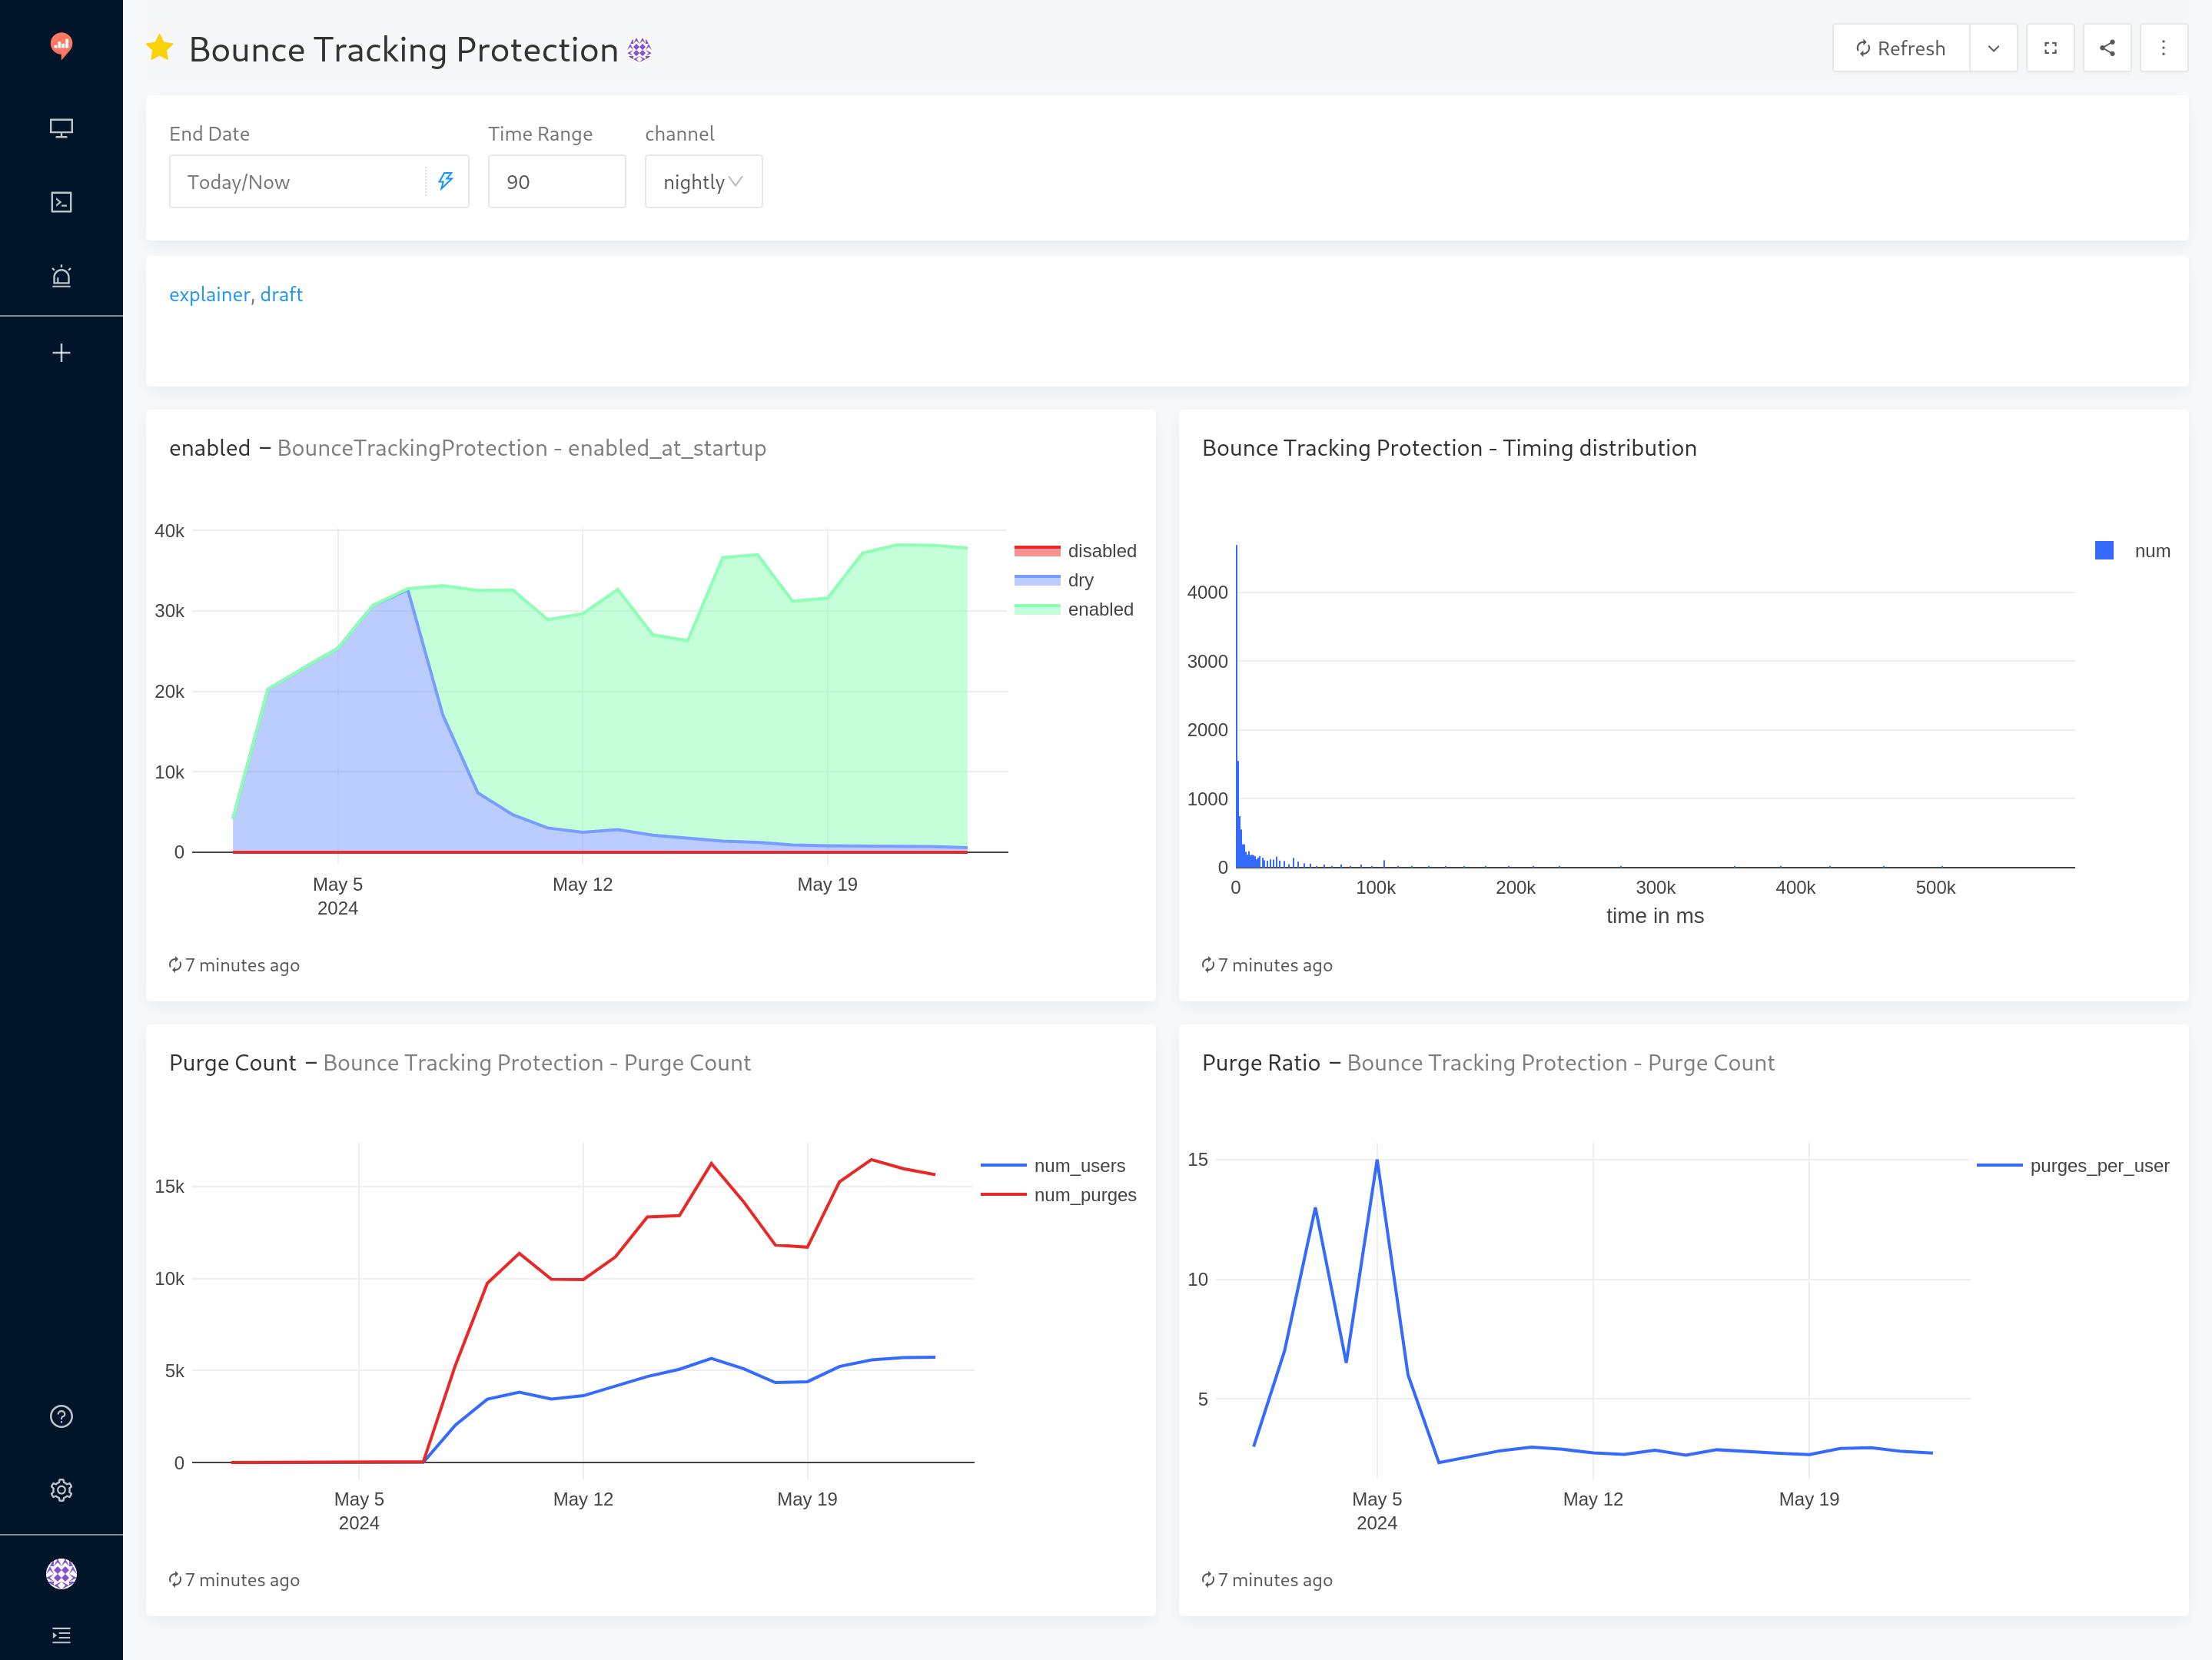 Bounce Tracking Protection
Refresh
End Date
Time Range
channel
Today/Now
90
nightly
explainer, draft
enabled – BounceTrackingProtection - enabled_at_startup
40k
30k
20k
10k
0
May 5
2024
May 12
May 19
disabled
dry
enabled
7 minutes ago
Bounce Tracking Protection - Timing distribution
4000
3000
2000
1000
0
0
100k
200k
300k
400k
500k
time in ms
num
7 minutes ago
Purge Count – Bounce Tracking Protection - Purge Count
15k
10k
5k
0
May 5
2024
May 12
May 19
num_users
num_purges
7 minutes ago
Purge Ratio – Bounce Tracking Protection - Purge Count
15
10
5
May 5
2024
May 12
May 19
purges_per_user
7 minutes ago